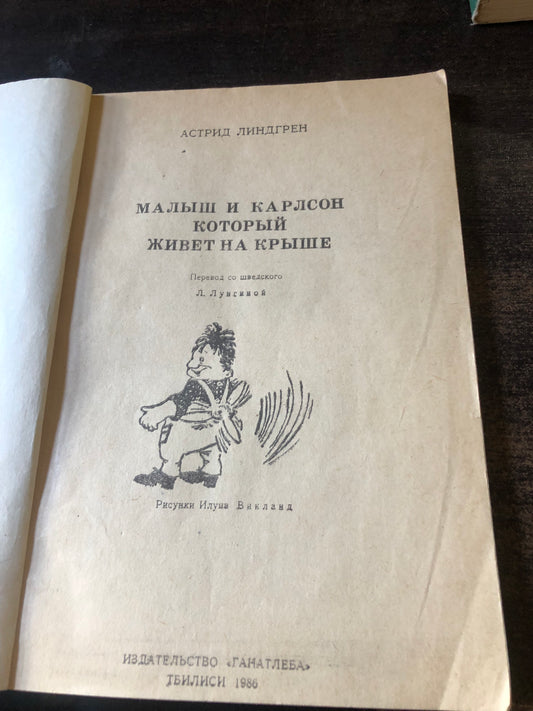 АСТРИД ЛИНДГРЕН
МАЛЫШ И КАРЛСОН
КОТОРЫЙ
ЖИВЕТ НА КРЫШЕ
Перевод со шведского
Л. Лунгиной
Рисунки Илуна Викланд
ИЗДАТЕЛЬСТВО «ГАНАТЛЕБА»
ТБИЛИСИ 1986